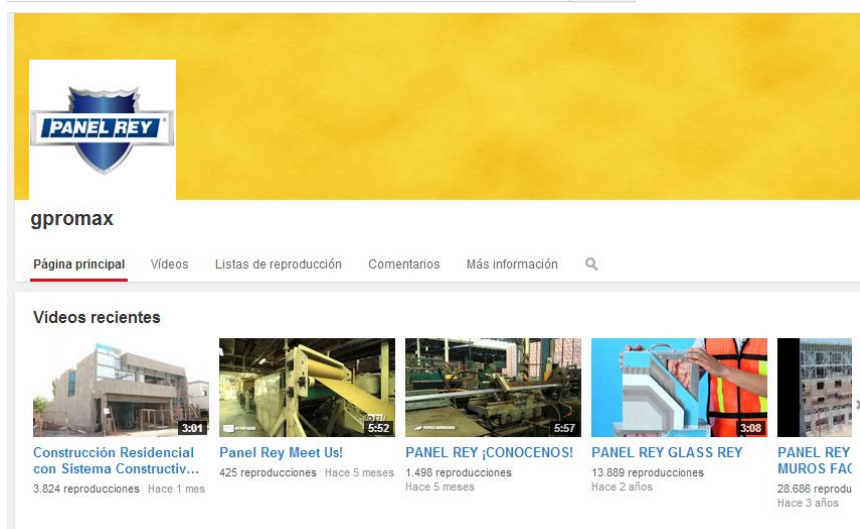 PANEL REY
gpromax
Página principal Vídeos Listas de reproducción Comentarios Más información
Vídeos recientes
3:01
5:52
5:57
3:08
Construcción Residencial
con Sistema Constructiv...
3.824 reproducciones Hace 1 mes
Panel Rey Meet Us!
425 reproducciones Hace 5 meses
PANEL REY ¡CONOCENOS!
1.498 reproducciones
Hace 5 meses
PANEL REY GLASS REY
13.889 reproducciones
Hace 2 años
PANEL REY
MUROS FAC
28.686 reprodu
Hace 3 años